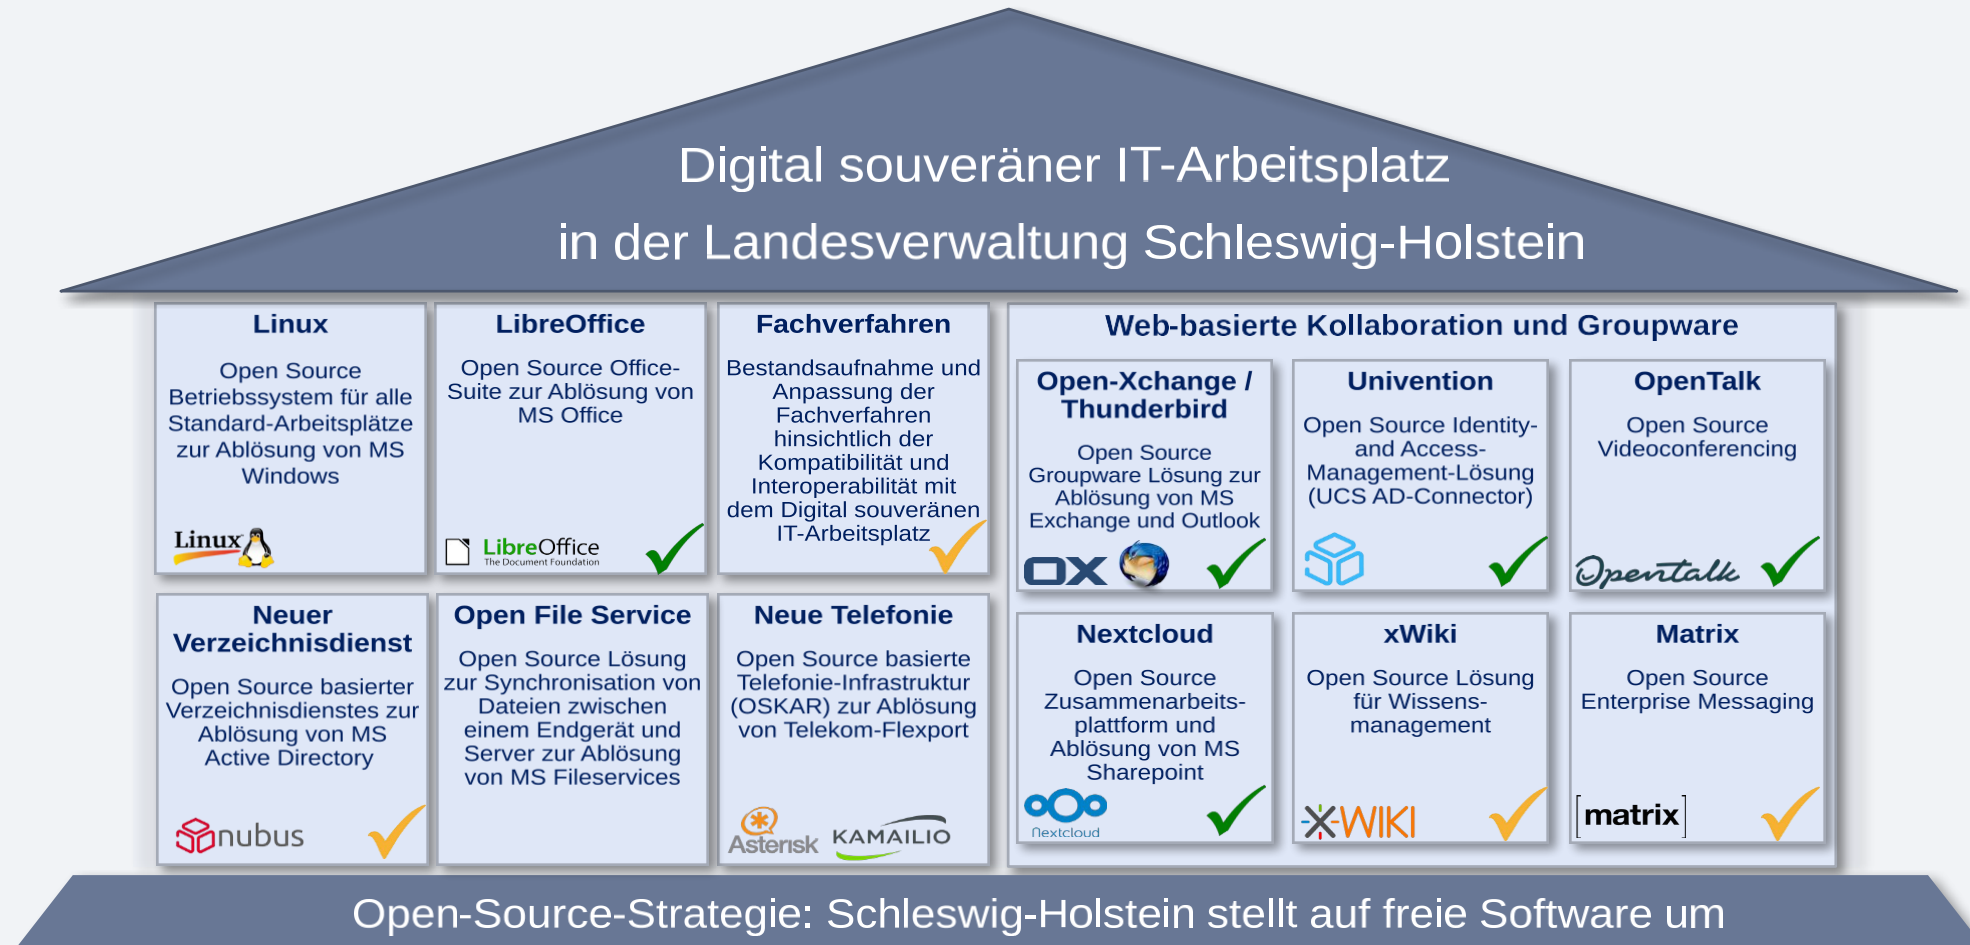 Digital souveräner IT-Arbeitsplatz
in der Landesverwaltung Schleswig-Holstein
Linux
Open Source
Betriebssystem für alle
Standard-Arbeitsplätze
zur Ablösung von MS
Windows
Linux
LibreOffice
Open Source Office-
Suite zur Ablösung von
MS Office
LibreOffice
The Document Foundation
Fachverfahren
Bestandsaufnahme und
Anpassung der
Fachverfahren
hinsichtlich der
Kompatibilität und
Interoperabilität mit
dem Digital souveränen
IT-Arbeitsplatz
Web-basierte Kollaboration und Groupware
Open-Xchange /
Thunderbird
Open Source
Groupware Lösung zur
Ablösung von MS
Exchange und Outlook
OX
Univention
Open Source Identity-
and Access-
Management-Lösung
(UCS AD-Connector)
OpenTalk
Open Source
Videoconferencing
Opentalk
Neuer
Verzeichnisdienst
Open Source basierter
Verzeichnisdienstes zur
Ablösung von MS
Active Directory
nubus
Open File Service
Open Source Lösung
zur Synchronisation von
Dateien zwischen
einem Endgerät und
Server zur Ablösung
von MS Fileservices
Neue Telefonie
Open Source basierte
Telefonie-Infrastruktur
(OSKAR) zur Ablösung
von Telekom-Flexport
Asterisk
KAMAILIO
Nextcloud
Open Source
Zusammenarbeits-
plattform und
Ablösung von MS
Sharepoint
Nextcloud
xWiki
Open Source Lösung
für Wissens-
management
X-WIKI
Matrix
Open Source
Enterprise Messaging
[matrix]
Open-Source-Strategie: Schleswig-Holstein stellt auf freie Software um